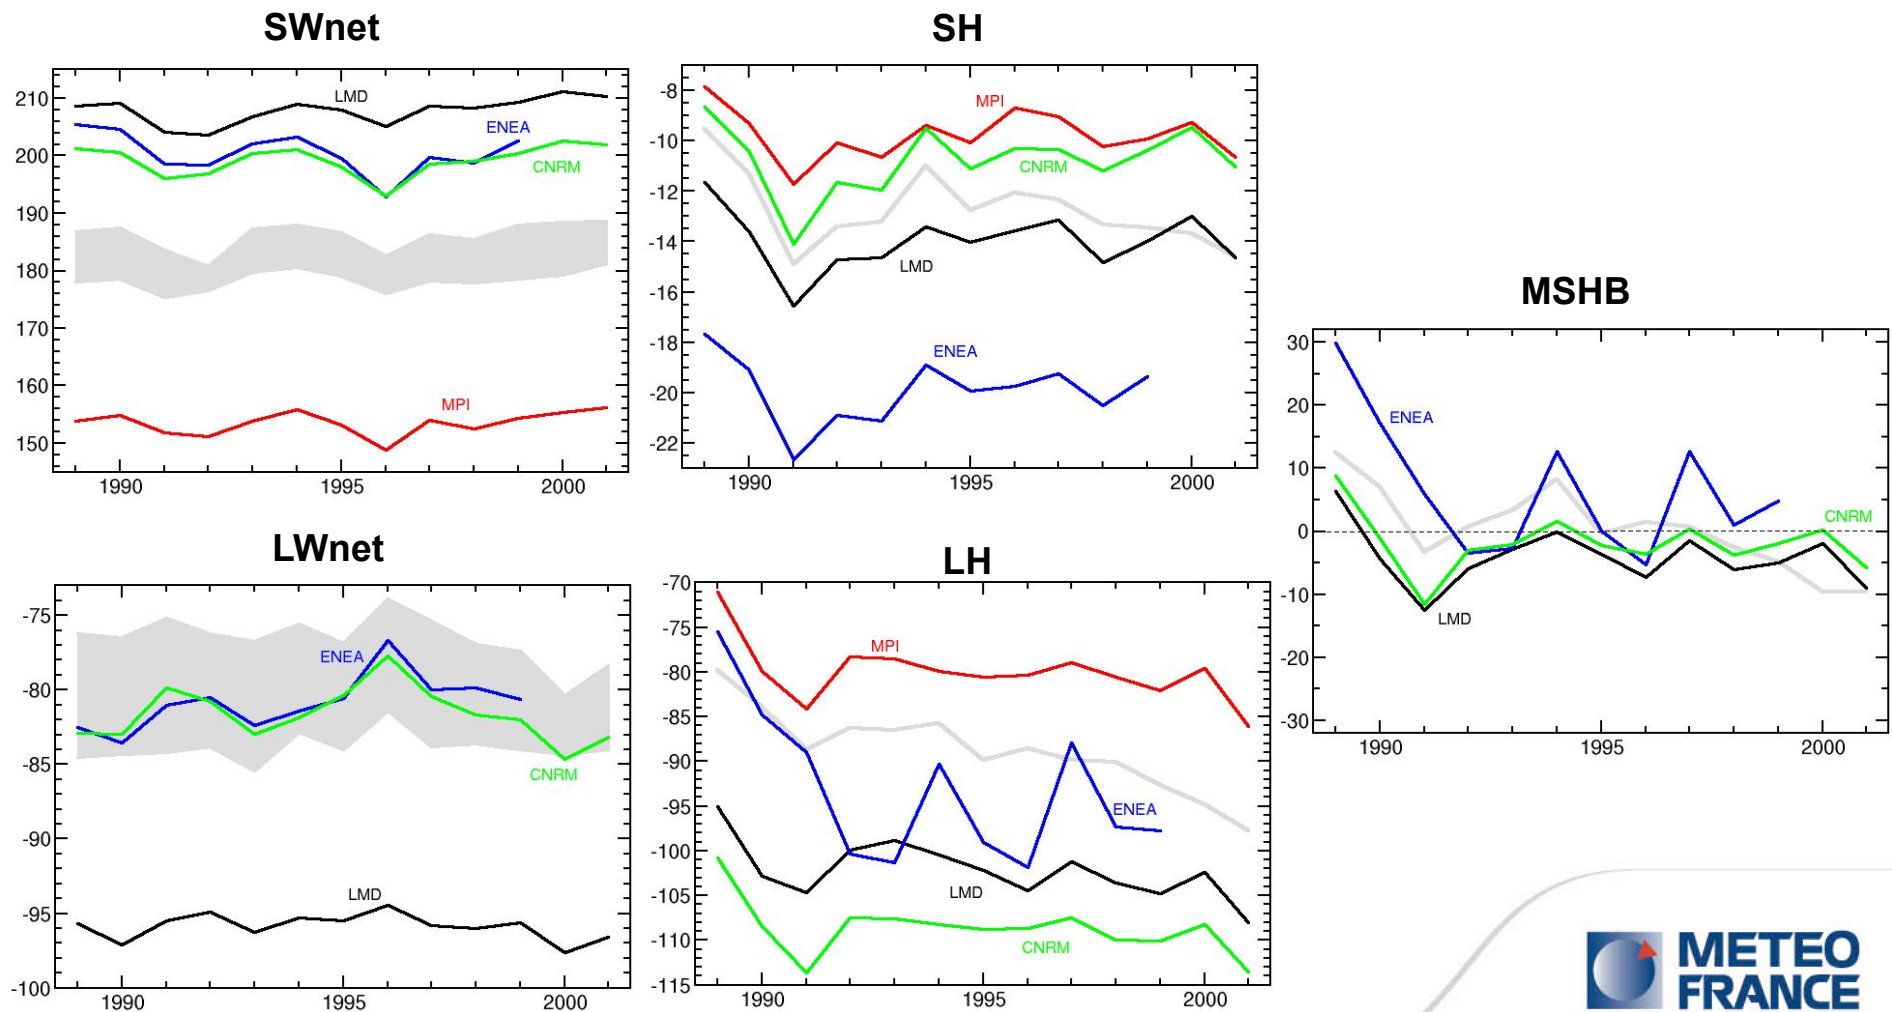 SWnet
210
200
190
180
170
160
150
LMD
ENEA
CNRM
MPI
1990
1995
2000
SH
-8
-10
-12
-14
-16
-18
-20
-22
MPI
CNRM
LMD
ENEA
1990
1995
2000
MSHB
30
20
10
0
-10
-20
-30
ENEA
CNRM
LMD
1990
1995
2000
LWnet
-75
-80
-85
-90
-95
-100
ENEA
CNRM
LMD
1990
1995
2000
LH
-70
-75
-80
-85
-90
-95
-100
-105
-110
-115
MPI
ENEA
LMD
CNRM
1990
1995
2000
METEO
FRANCE